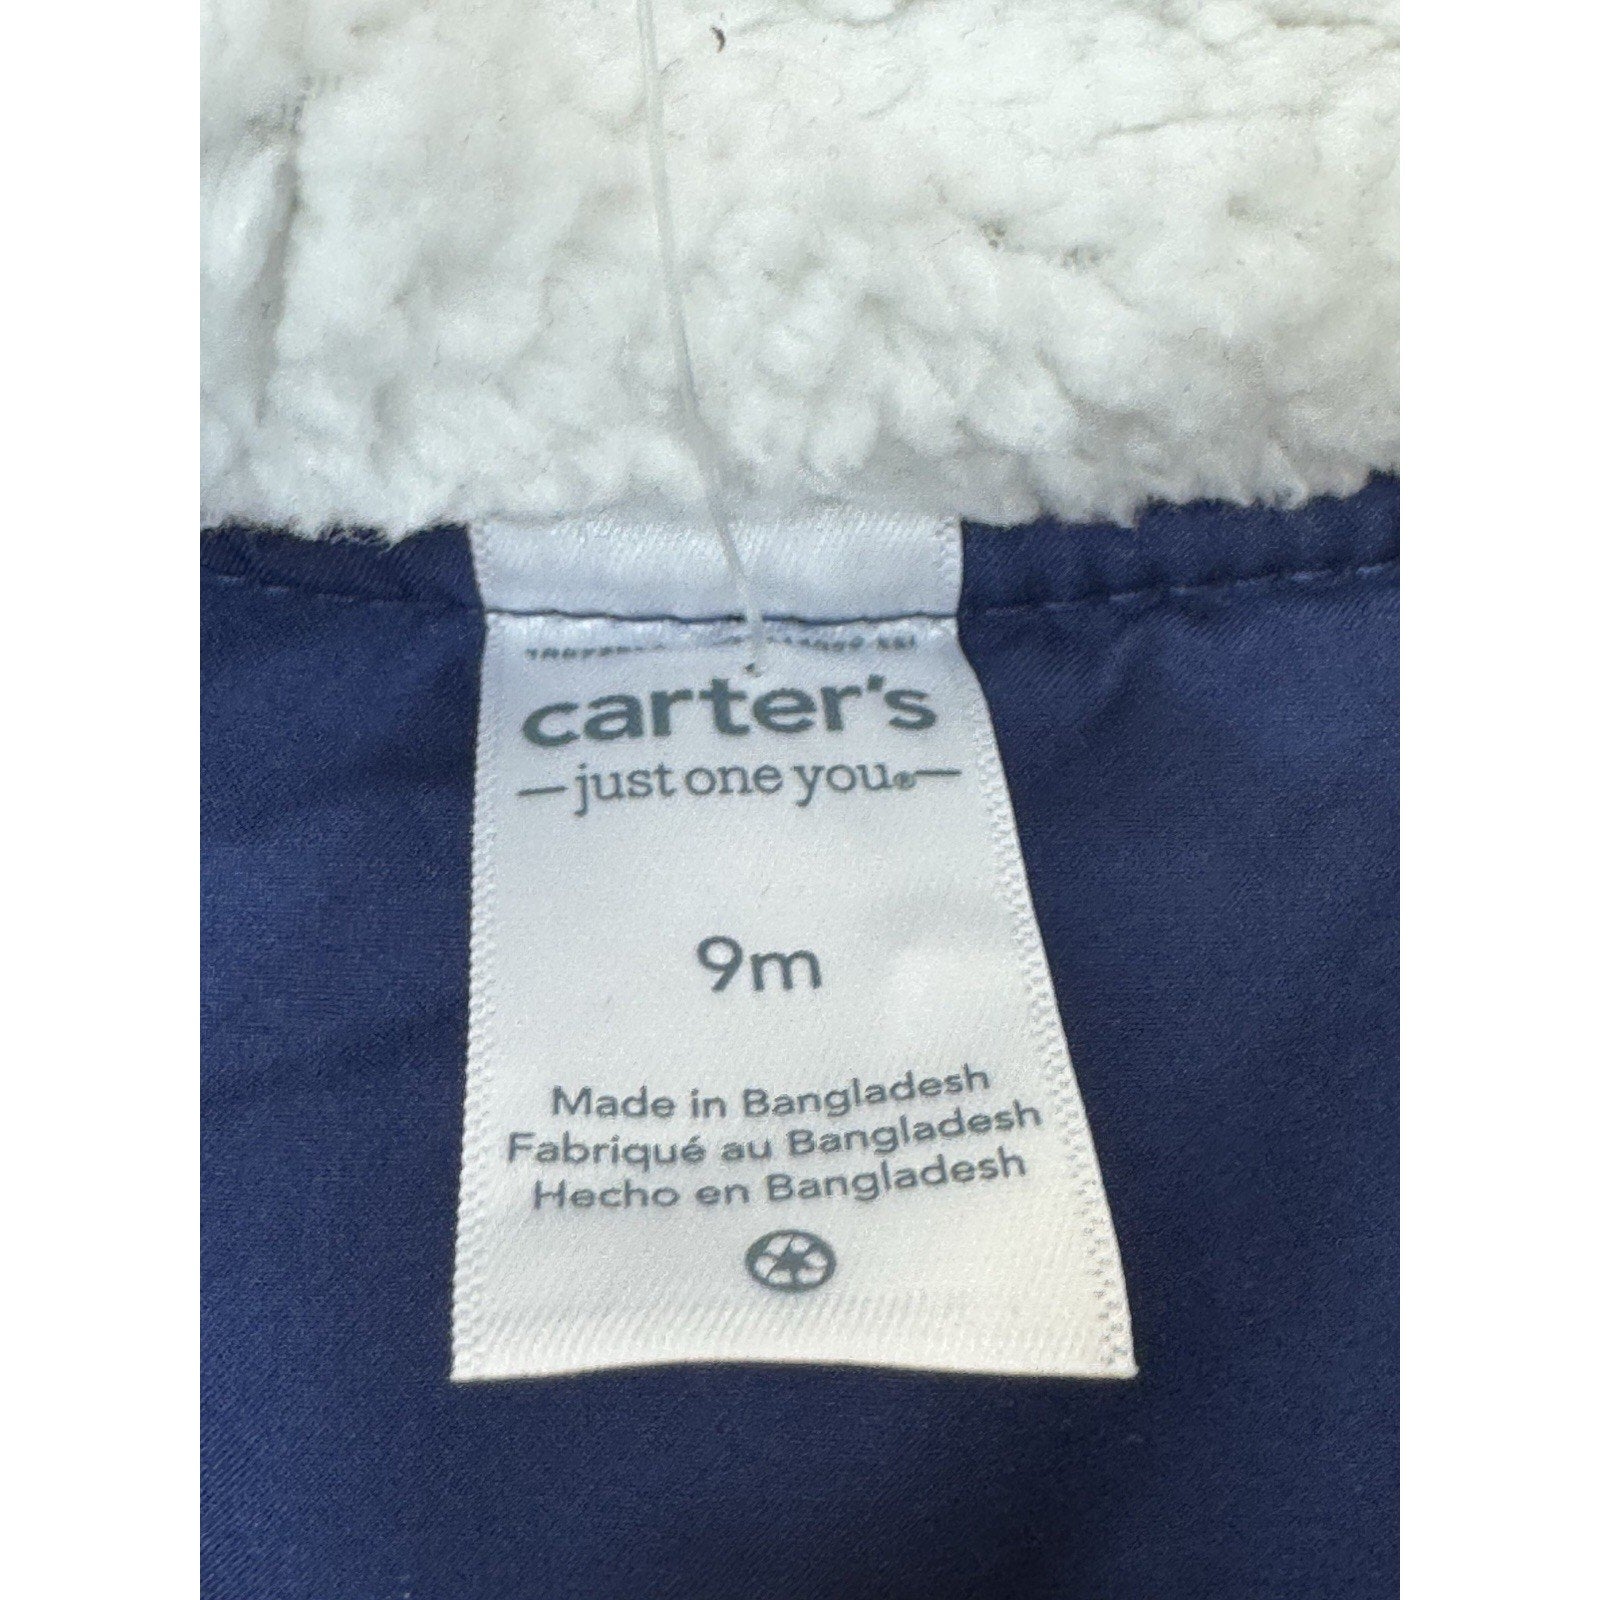 carter's
just one you®
9m
Made in Bangladesh
Fabriqué au Bangladesh
Hecho en Bangladesh